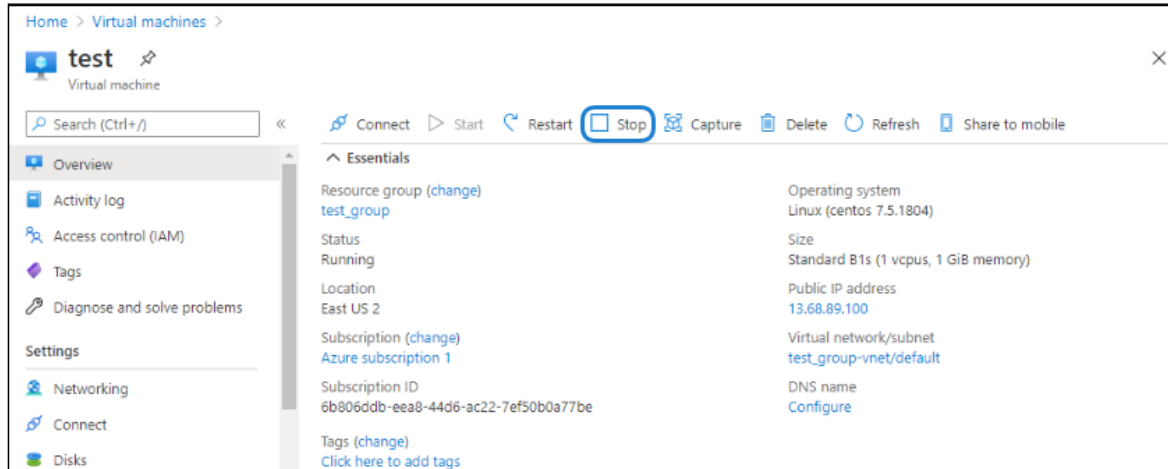 Home > Virtual machines >
test
Virtual machine
Search (Ctrl+/)
Connect Start Restart Stop Capture Delete Refresh Share to mobile
Overview
Activity log
Access control (IAM)
Tags
Diagnose and solve problems
Settings
Networking
Connect
Disks
Essentials
Resource group (change)
test_group
Status
Running
Location
East US 2
Subscription (change)
Azure subscription 1
Subscription ID
6b806ddb-eea8-44d6-ac22-7ef50b0a77be
Tags (change)
Click here to add tags
Operating system
Linux (centos 7.5.1804)
Size
Standard B1s (1 vcpus, 1 GiB memory)
Public IP address
13.68.89.100
Virtual network/subnet
test_group-vnet/default
DNS name
Configure